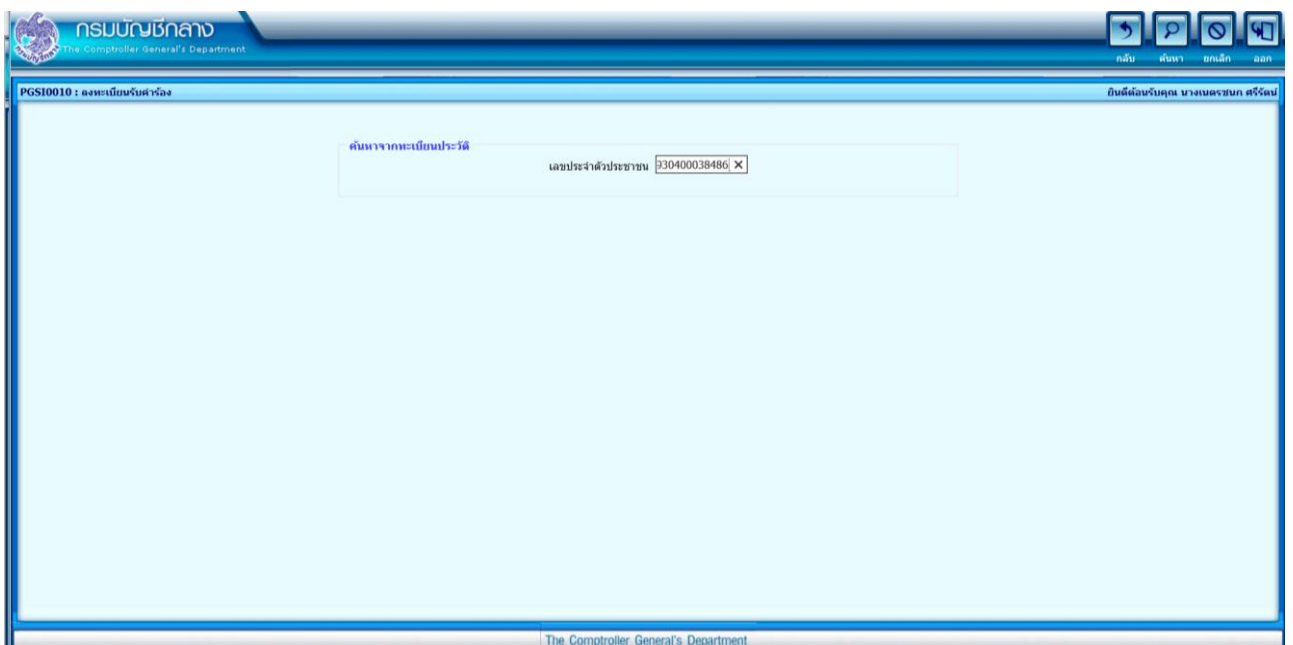 กรมบัญชีกลาง
The Comptroller General's Department
กลับ ค้นหา ยกเลิก ออก
PGSI0010 : ลงทะเบียนรับคำร้อง
ยินดีต้อนรับคุณ นางเนตรชนก ศรีรัตน์
ค้นหาจากทะเบียนประวัติ
เลขประจำตัวประชาชน 930400038486
The Comptroller General's Department